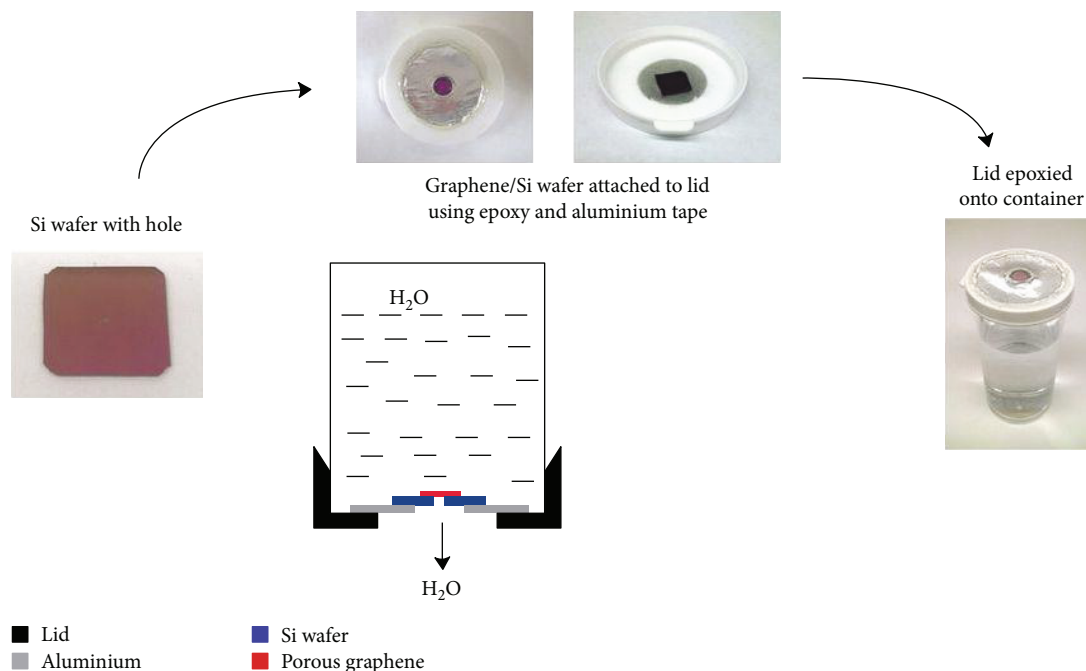 Si wafer with hole
Graphene/Si wafer attached to lid
using epoxy and aluminium tape
Lid epoxied
onto container
H₂O
H₂O
Lid
Aluminium
Si wafer
Porous graphene